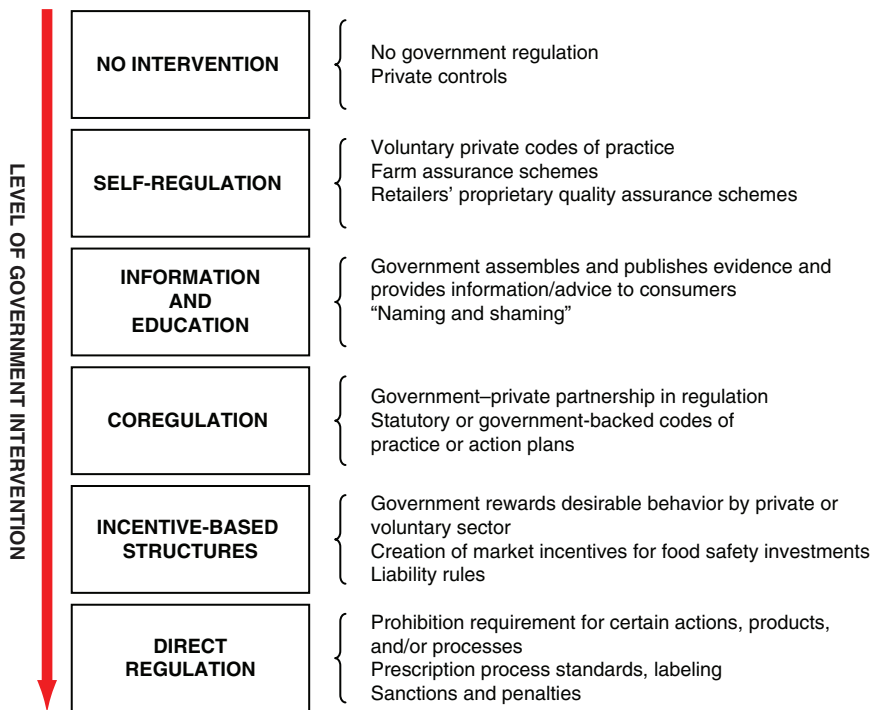 LEVEL OF GOVERNMENT INTERVENTION
NO INTERVENTION
No government regulation
Private controls
SELF-REGULATION
Voluntary private codes of practice
Farm assurance schemes
Retailers’ proprietary quality assurance schemes
INFORMATION
AND
EDUCATION
Government assembles and publishes evidence and
provides information/advice to consumers
“Naming and shaming”
COREGULATION
Government–private partnership in regulation
Statutory or government-backed codes of
practice or action plans
INCENTIVE-BASED
STRUCTURES
Government rewards desirable behavior by private or
voluntary sector
Creation of market incentives for food safety investments
Liability rules
DIRECT
REGULATION
Prohibition requirement for certain actions, products,
and/or processes
Prescription process standards, labeling
Sanctions and penalties